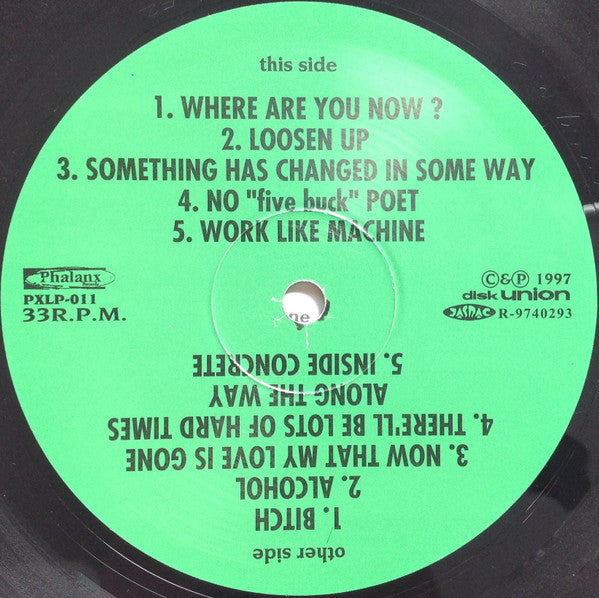 this side
1. WHERE ARE YOU NOW ?
2. LOOSEN UP
3. SOMETHING HAS CHANGED IN SOME WAY
4. NO "five buck" POET
5. WORK LIKE MACHINE
Phalanx
PXLP-011
33R.P.M.
©&℗ 1997
disk union
JASRAC R-9740293
other side
1. BITCH
2. ALCOHOL
3. NOW THAT MY LOVE IS GONE
4. THERE'LL BE LOTS OF HARD TIMES
ALONG THE WAY
5. INSIDE CONCRETE